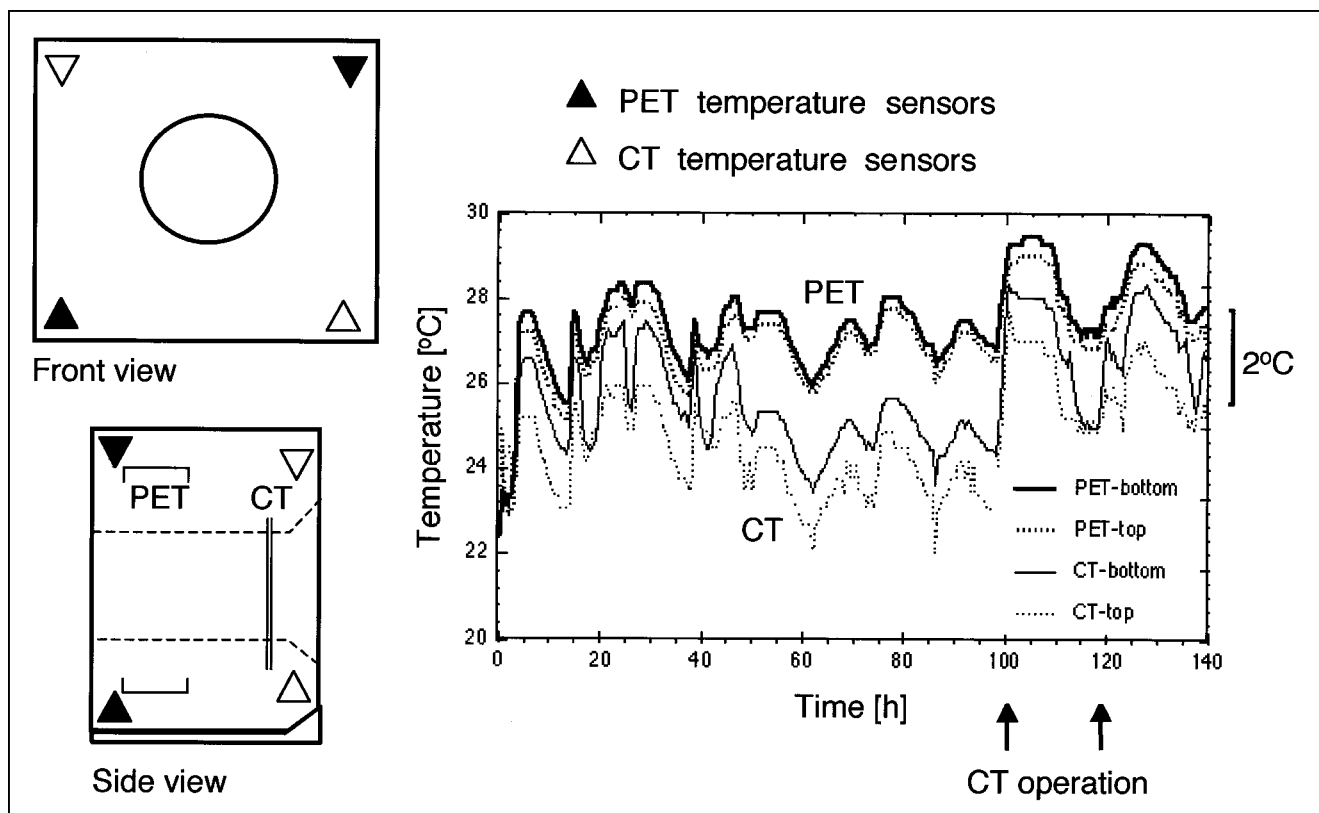 Front view
PET CT
Side view
PET temperature sensors
CT temperature sensors
Temperature [ºC]
30
28
26
24
22
20
PET
CT
PET-bottom
PET-top
CT-bottom
CT-top
2ºC
0 20 40 60 80 100 120 140
Time [h]
CT operation